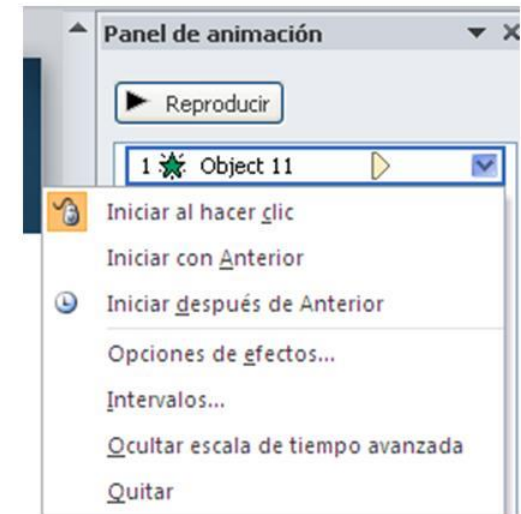 Panel de animación
Reproducir
1 Object 11
Iniciar al hacer clic
Iniciar con Anterior
Iniciar después de Anterior
Opciones de efectos...
Intervalos...
Ocultar escala de tiempo avanzada
Quitar